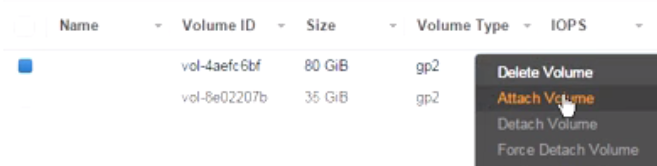 Name Volume ID Size Volume Type IOPS
vol-4aefc6bf 80 GiB gp2
vol-8e02207b 35 GiB gp2
Delete Volume
Attach Volume
Detach Volume
Force Detach Volume